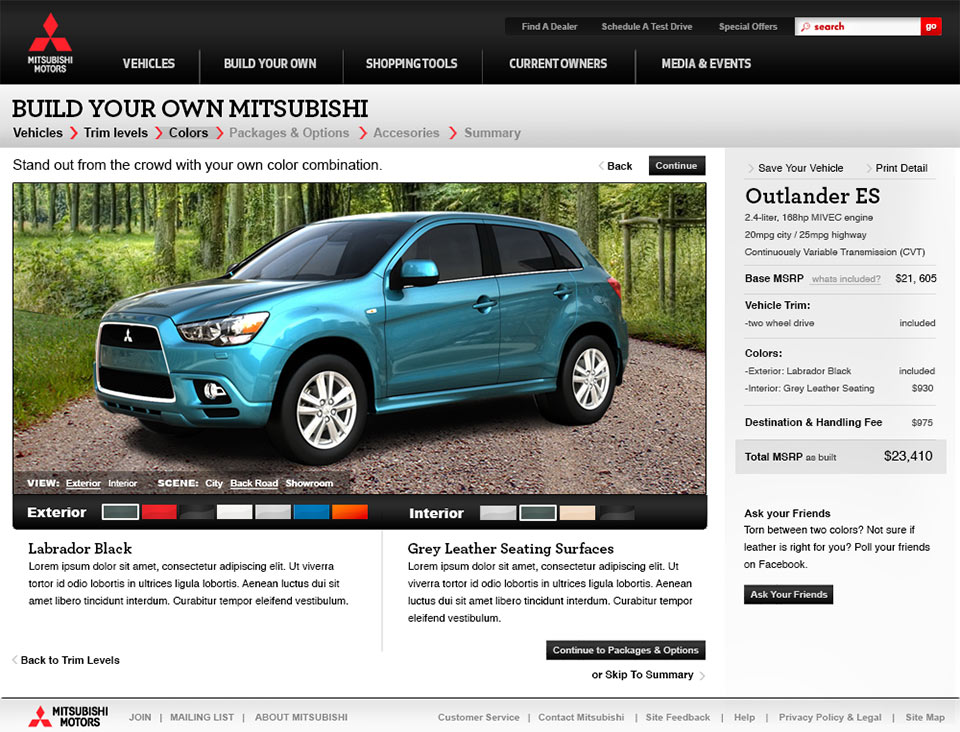 Find A Dealer Schedule A Test Drive Special Offers search go
MITSUBISHI
MOTORS
VEHICLES BUILD YOUR OWN SHOPPING TOOLS CURRENT OWNERS MEDIA & EVENTS
BUILD YOUR OWN MITSUBISHI
Vehicles Trim levels Colors Packages & Options Accesories Summary
Stand out from the crowd with your own color combination.
Back Continue
VIEW: Exterior Interior SCENE: City Back Road Showroom
Exterior Interior
Labrador Black
Lorem ipsum dolor sit amet, consectetur adipiscing elit. Ut viverra
tortor id odio lobortis in ultrices ligula lobortis. Aenean luctus dui sit
amet libero tincidunt interdum. Curabitur tempor eleifend vestibulum.
Grey Leather Seating Surfaces
Lorem ipsum dolor sit amet, consectetur adipiscing elit. Ut
viverra tortor id odio lobortis in ultrices ligula lobortis. Aenean
luctus dui sit amet libero tincidunt interdum. Curabitur tempor
eleifend vestibulum.
Continue to Packages & Options
Back to Trim Levels
or Skip To Summary
Save Your Vehicle Print Detail
Outlander ES
2.4-liter, 168hp MIVEC engine
20mpg city / 25mpg highway
Continuously Variable Transmission (CVT)
Base MSRP whats included? $21, 605
Vehicle Trim:
-two wheel drive included
Colors:
-Exterior: Labrador Black included
-Interior: Grey Leather Seating $930
Destination & Handling Fee $975
Total MSRP as built $23,410
Ask your Friends
Torn between two colors? Not sure if
leather is right for you? Poll your friends
on Facebook.
Ask Your Friends
MITSUBISHI
MOTORS
JOIN | MAILING LIST | ABOUT MITSUBISHI
Customer Service | Contact Mitsubishi | Site Feedback | Help | Privacy Policy & Legal | Site Map